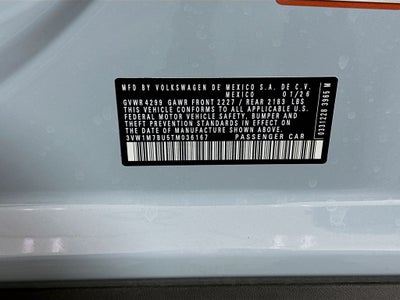 MFD BY VOLKSWAGEN DE MEXICO S.A. DE C.V.
MEXICO 01/26
GVWR 4299 GAWR FRONT 2227 / REAR 2183 LBS
THIS VEHICLE CONFORMS TO ALL APPLICABLE U.S.
FEDERAL MOTOR VEHICLE SAFETY, BUMPER AND
THEFT PREVENTION STANDARDS IN EFFECT ON
THE DATE OF MANUFACTURE SHOWN ABOVE
3VW1M7BU5TM036167 PASSENGER CAR
0331228 3965 M